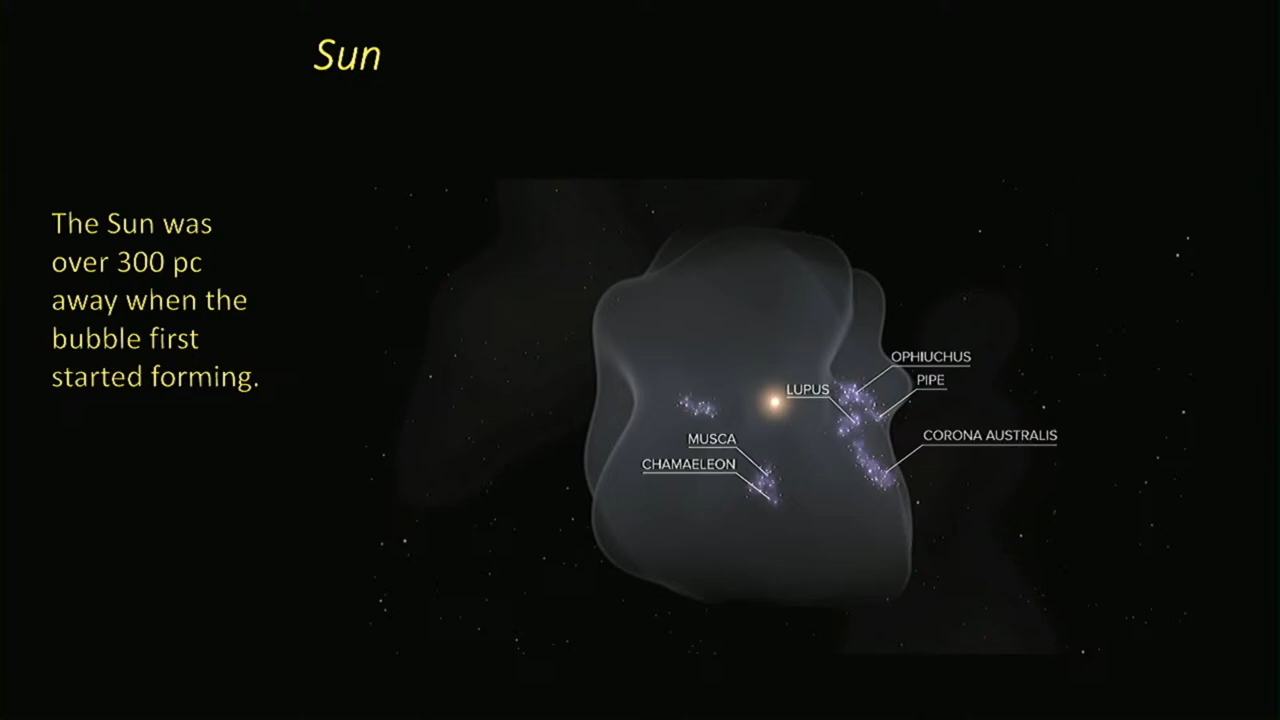 Sun
The Sun was
over 300 pc
away when the
bubble first
started forming.
OPHIUCHUS
PIPE
LUPUS
CORONA AUSTRALIS
MUSCA
CHAMAELEON